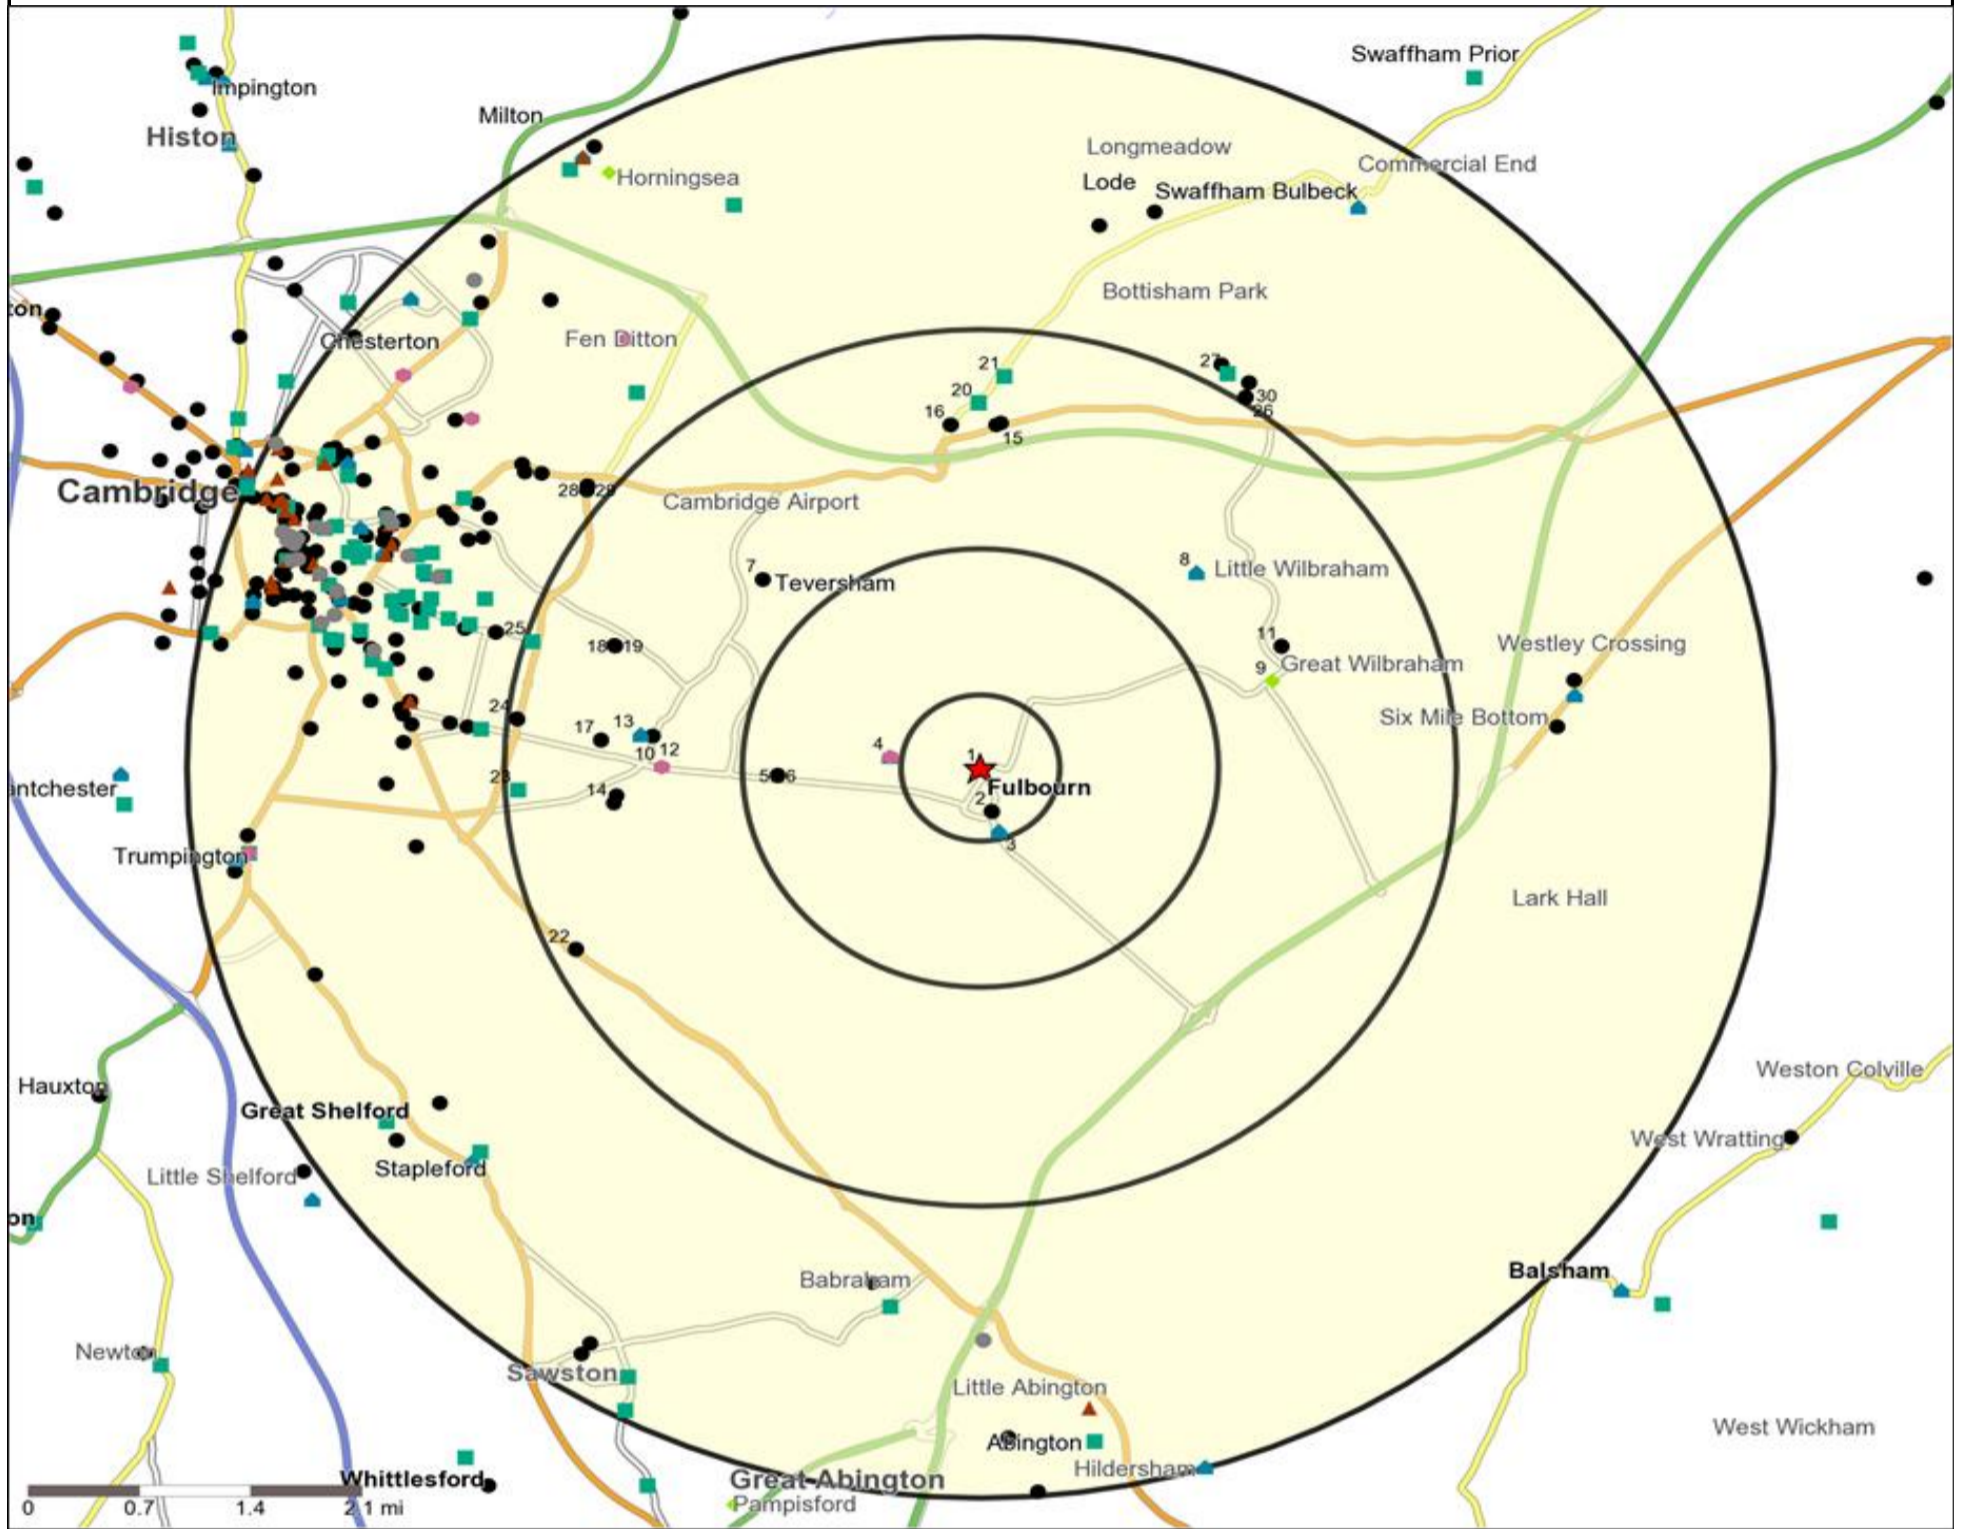 Swaffham Prior
Impington
Milton
Histon
Longmeadow
Commercial End
Horningsea
Lode
Swaffham Bulbeck
Bottisham Park
ton
Chesterton
Fen Ditton
21
27
20
30
16
26
15
Cambridge
28 29
Cambridge Airport
7
Teversham
8
Little Wilbraham
25
18 19
11
Westley Crossing
9
Great Wilbraham
24
17
13
Six Mile Bottom
10 12
4
1
23
5 6
antchester
14
Fulbourn
2
3
Trumpington
Lark Hall
22
Weston Colville
Hauxton
Great Shelford
West Wratting
Little Shelford
Stapleford
on
Balsham
Babraham
Newton
Sawston
Little Abington
West Wickham
Abington
Hildersham
Whittlesford
Great Abington
Pampisford
0 0.7 1.4 2.1 mi